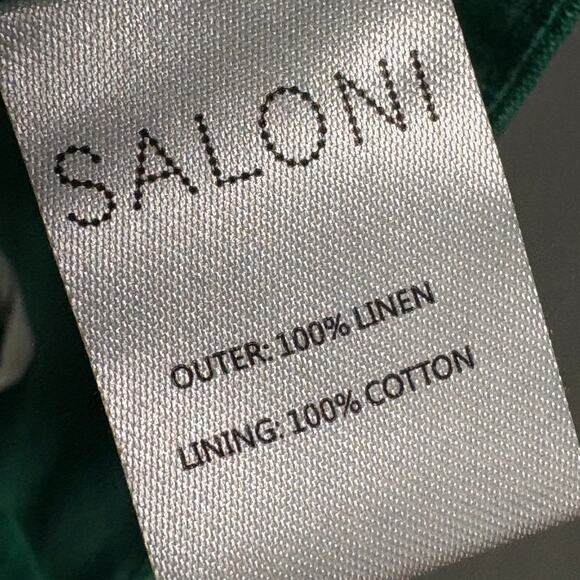 SALONI
OUTER: 100% LINEN
LINING: 100% COTTON